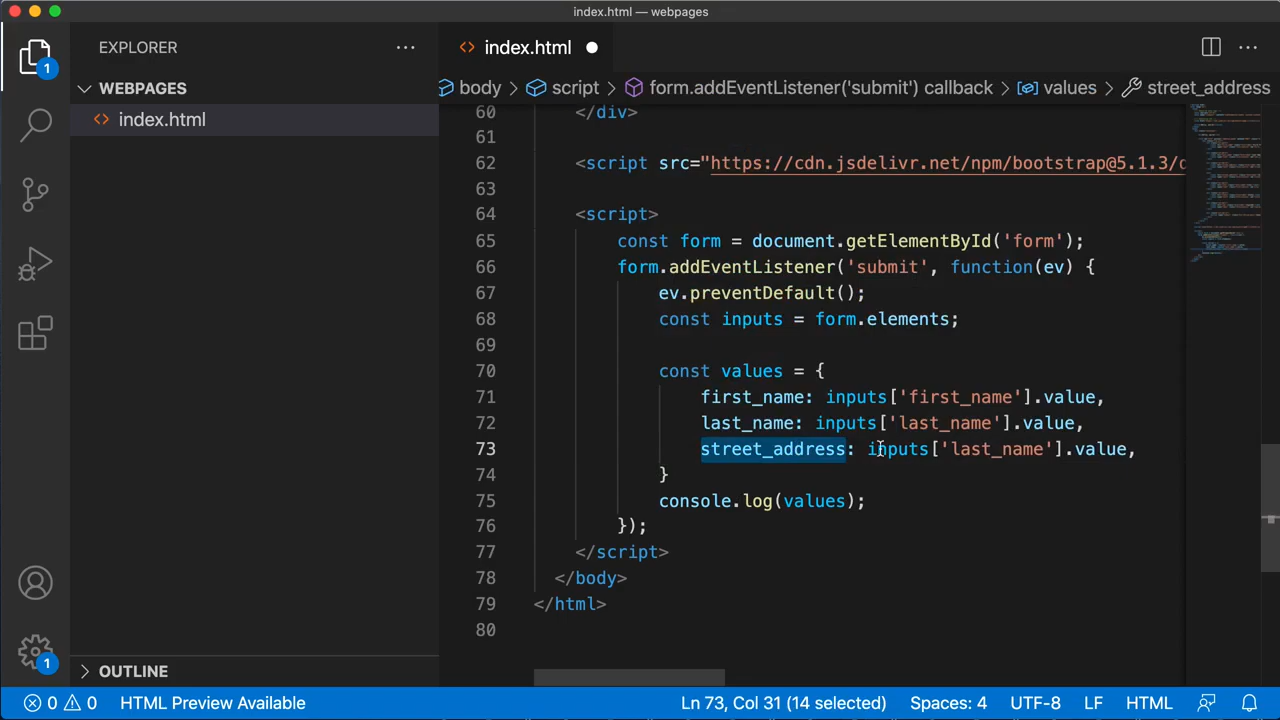 index.html — webpages
EXPLORER
index.html
body > script > form.addEventListener('submit') callback > values > street_address
1
WEBPAGES
index.html
60 </div>
61
62 <script src="https://cdn.jsdelivr.net/npm/bootstrap@5.1.3/d
63
64 <script>
65 const form = document.getElementById('form');
66 form.addEventListener('submit', function(ev) {
67 ev.preventDefault();
68 const inputs = form.elements;
69
70 const values = {
71 first_name: inputs['first_name'].value,
72 last_name: inputs['last_name'].value,
73 street_address: inputs['last_name'].value,
74 }
75 console.log(values);
76 });
77 </script>
78 </body>
79 </html>
80
1
OUTLINE
0 0 HTML Preview Available Ln 73, Col 31 (14 selected) Spaces: 4 UTF-8 LF HTML